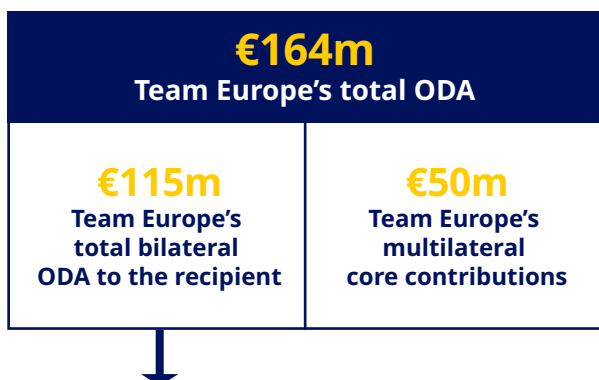 €164m
Team Europe’s total ODA
€115m
Team Europe’s
total bilateral
ODA to the recipient
€50m
Team Europe’s
multilateral
core contributions